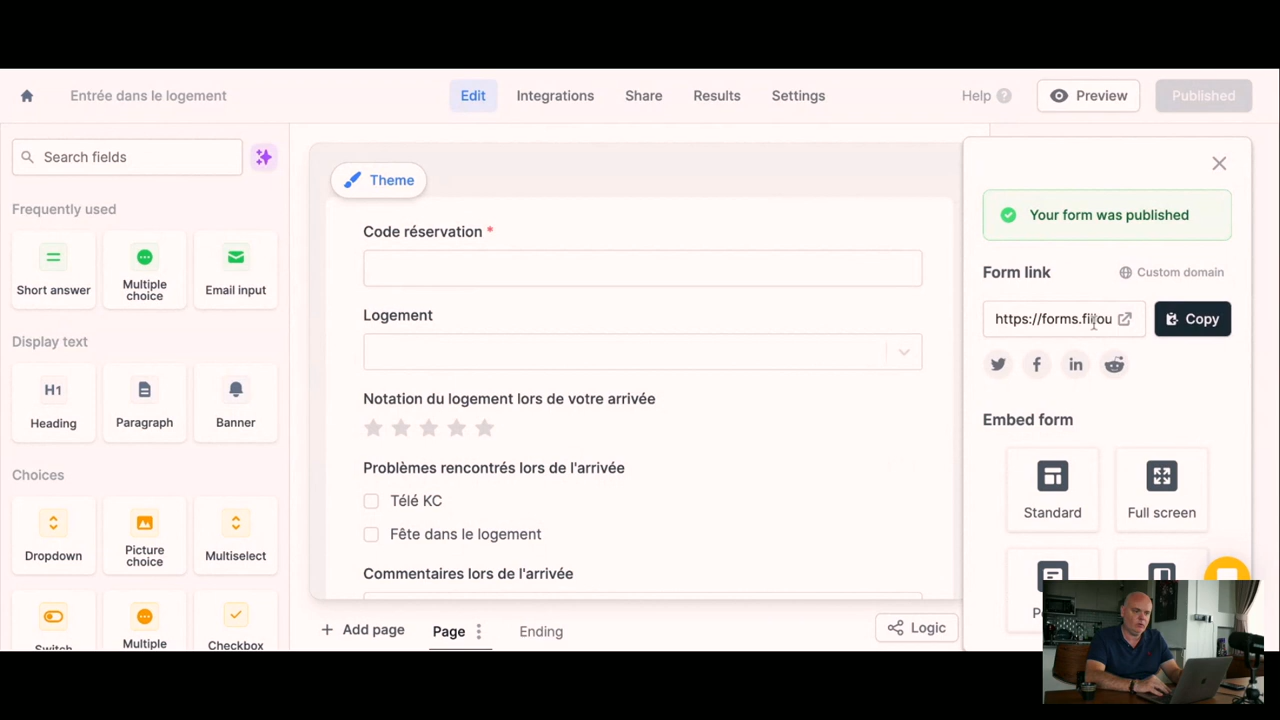 Entrée dans le logement
Edit
Integrations
Share
Results
Settings
Help
Preview
Published
Search fields
Frequently used
Short answer
Multiple
choice
Email input
Display text
H1
Heading
Paragraph
Banner
Choices
Dropdown
Picture
choice
Multiselect
Multiple
Checkbox
Theme
Code réservation *
Logement
Notation du logement lors de votre arrivée
Problèmes rencontrés lors de l'arrivée
Télé KC
Fête dans le logement
Commentaires lors de l'arrivée
Add page
Page
Ending
Logic
Your form was published
Form link
Custom domain
Copy
Embed form
Standard
Full screen